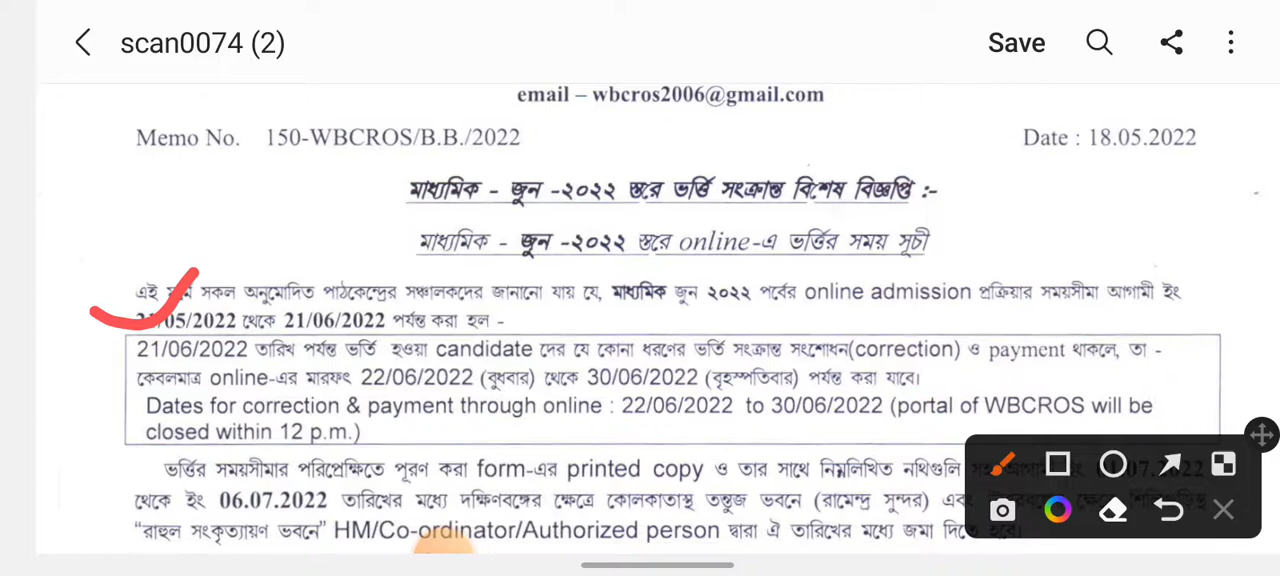 scan0074 (2)
Save
email – wbcros2006@gmail.com
Memo No. 150-WBCROS/B.B./2022
Date : 18.05.2022
মাধ্যমিক - জুন -২০২২ স্তরে ভর্ত্তি সংক্রান্ত বিশেষ বিজ্ঞপ্তি :-
মাধ্যমিক - জুন -২০২২ স্তরে online-এ ভর্ত্তির সময় সূচী
এই সকল অনুমোদিত পাঠকেন্দ্রের সঞ্চালকদের জানানো যায় যে, মাধ্যমিক জুন ২০২২ পর্বের online admission প্রক্রিয়ার সময়সীমা আগামী ইং
/05/2022 থেকে 21/06/2022 পর্যন্ত করা হল -
21/06/2022 তারিখ পর্যন্ত ভর্তি হওয়া candidate দের যে কোনা ধরণের ভর্তি সংক্রান্ত সংশোধন(correction) ও payment থাকলে, তা -
কেবলমাত্র online-এর মারফৎ 22/06/2022 (বুধবার) থেকে 30/06/2022 (বৃহস্পতিবার) পর্যন্ত করা যাবে।
Dates for correction & payment through online : 22/06/2022 to 30/06/2022 (portal of WBCROS will be
closed within 12 p.m.)
ভর্ত্তির সময়সীমার পরিপ্রেক্ষিতে পূরণ করা form-এর printed copy ও তার সাথে নিম্নলিখিত নথিগুলি
থেকে ইং 06.07.2022 তারিখের মধ্যে দক্ষিণবঙ্গের ক্ষেত্রে কোলকাতাস্থ তন্তুজ ভবনে (রামেন্দ্র সুন্দর) এবং
“রাহুল সংকৃত্যায়ণ ভবনে” HM/Co-ordinator/Authorized person দ্বারা ঐ তারিখের মধ্যে জমা দিতে হবে।